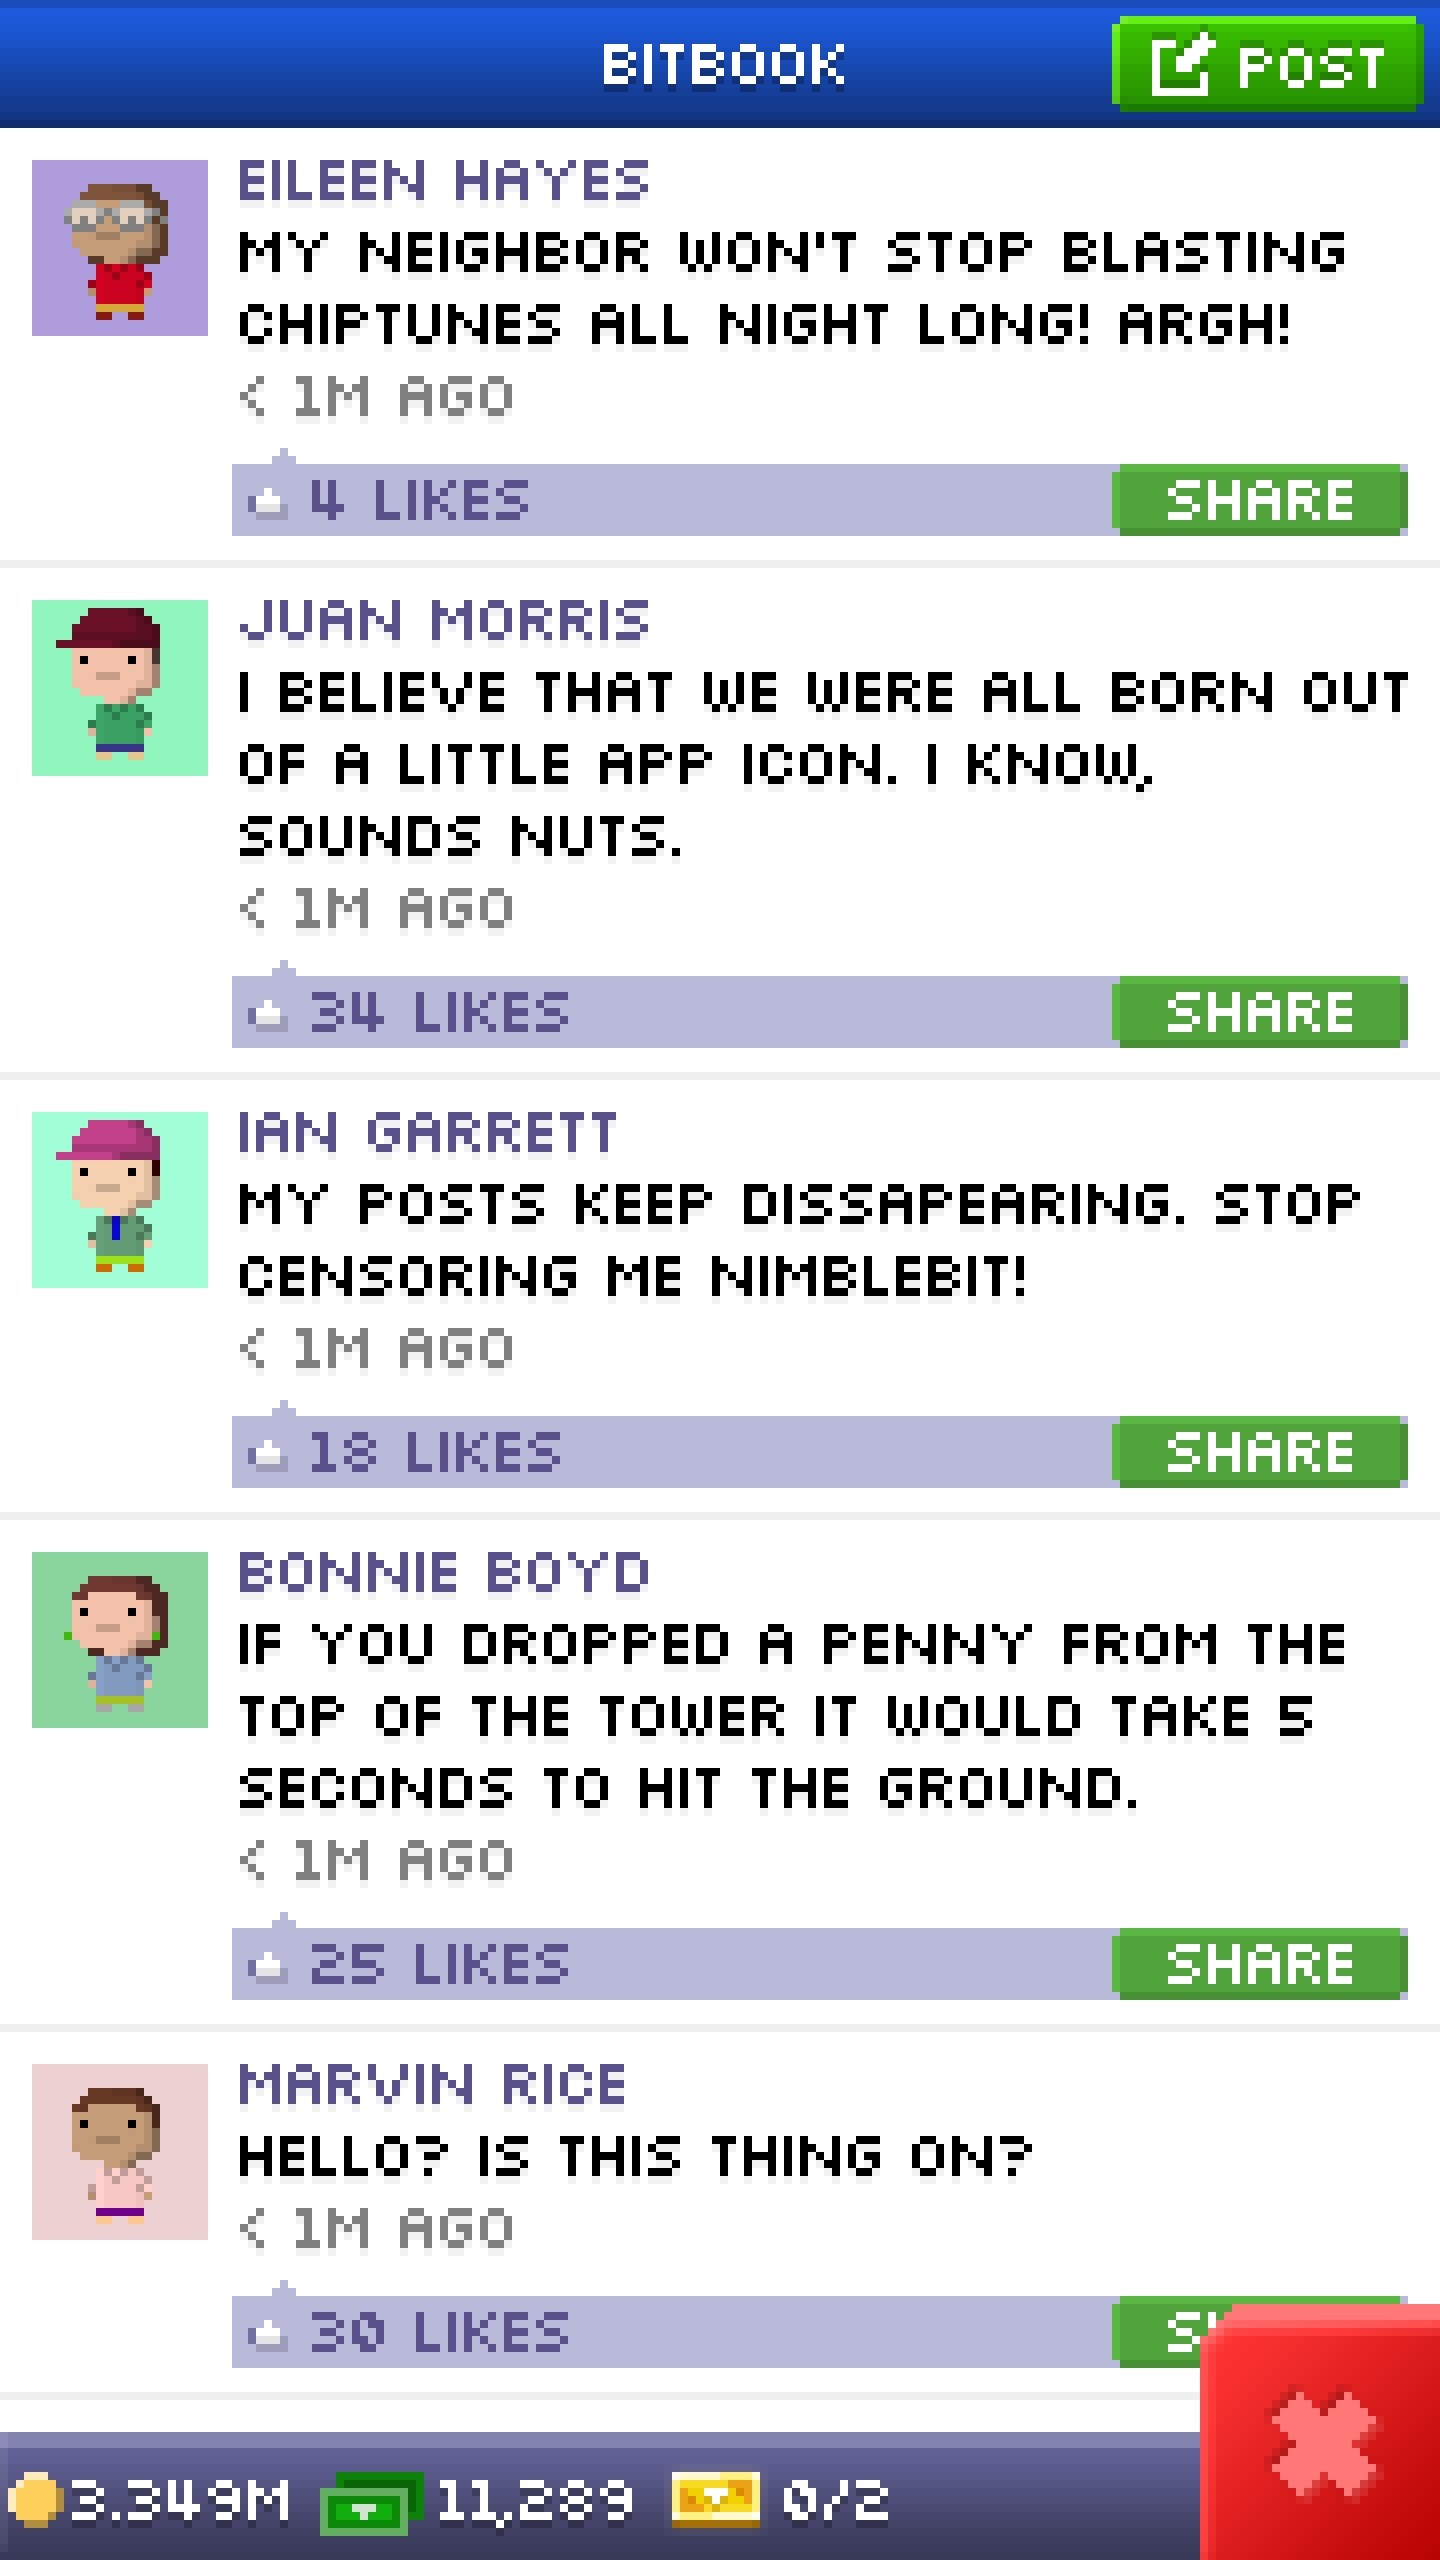 BITBOOK
POST
EILEEN HAYES
MY NEIGHBOR WON'T STOP BLASTING
CHIPTUNES ALL NIGHT LONG! ARGH!
< 1M AGO
4 LIKES
SHARE
JUAN MORRIS
I BELIEVE THAT WE WERE ALL BORN OUT
OF A LITTLE APP ICON. I KNOW,
SOUNDS NUTS.
< 1M AGO
34 LIKES
SHARE
IAN GARRETT
MY POSTS KEEP DISSAPEARING. STOP
CENSORING ME NIMBLEBIT!
< 1M AGO
18 LIKES
SHARE
BONNIE BOYD
IF YOU DROPPED A PENNY FROM THE
TOP OF THE TOWER IT WOULD TAKE 5
SECONDS TO HIT THE GROUND.
< 1M AGO
25 LIKES
SHARE
MARVIN RICE
HELLO? IS THIS THING ON?
< 1M AGO
30 LIKES
3.349M
11,289
0/2